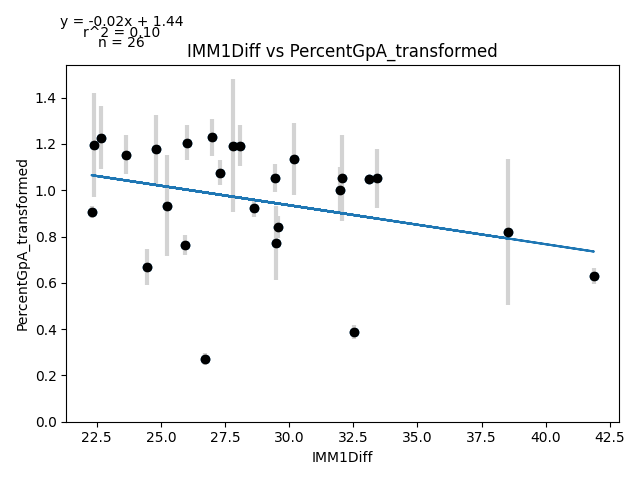 y = -0.02x + 1.44
r^2 = 0.10
n = 26
IMM1Diff vs PercentGpA_transformed
PercentGpA_transformed
1.4
1.2
1.0
0.8
0.6
0.4
0.2
0.0
22.5 25.0 27.5 30.0 32.5 35.0 37.5 40.0 42.5
IMM1Diff